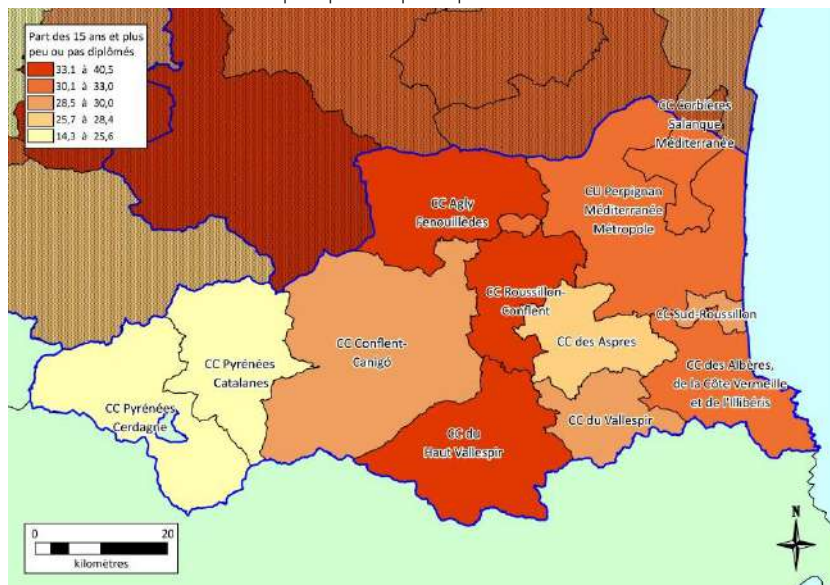 Part des 15 ans et plus
peu ou pas diplômés
33,1 à 40,5
30,1 à 33,0
28,5 à 30,0
25,7 à 28,4
14,3 à 25,6
CC Corbières
Salanque
Méditerranée
CC Agly
Fenouillèdes
CU Perpignan
Méditerranée
Métropole
CC Roussillon-
Conflent
CC Sud-Roussillon
CC Conflent-
Canigó
CC des Aspres
CC Pyrénées
Catalanes
CC des Albères,
de la Côte Vermeille
et de l'Illibéris
CC Pyrénées
Cerdagne
CC du Vallespir
CC du
Haut Vallespir
N
0 20
kilomètres